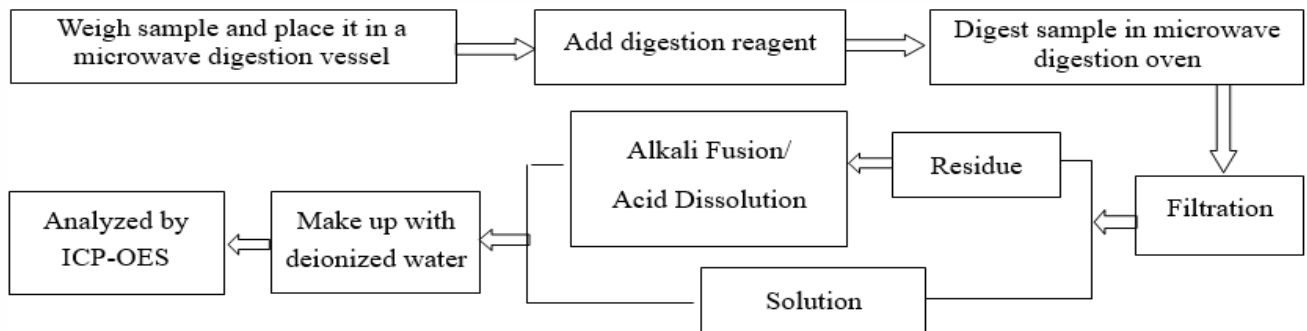 Weigh sample and place it in a
microwave digestion vessel
Add digestion reagent
Digest sample in microwave
digestion oven
Filtration
Residue
Alkali Fusion/
Acid Dissolution
Solution
Make up with
deionized water
Analyzed by
ICP-OES